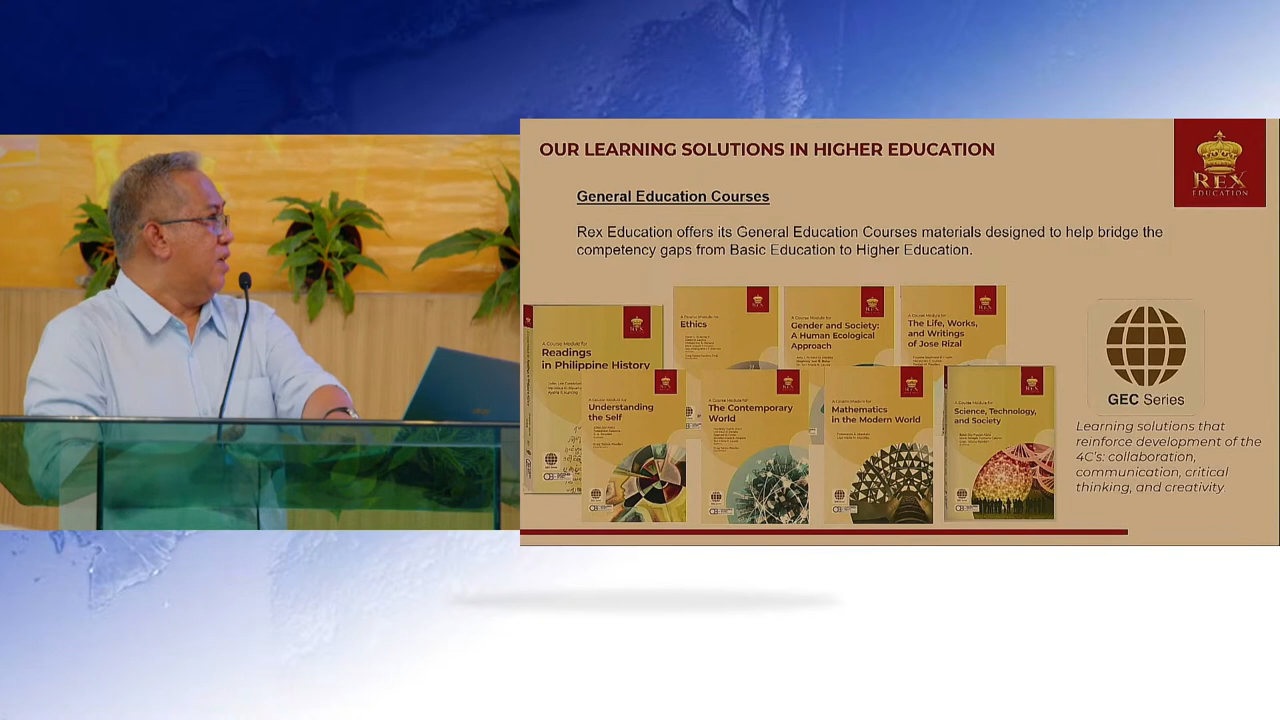 OUR LEARNING SOLUTIONS IN HIGHER EDUCATION
REX
EDUCATION
General Education Courses
Rex Education offers its General Education Courses materials designed to help bridge the
competency gaps from Basic Education to Higher Education.
A Course Module for
Readings
in Philippine History
A Course Module for
Ethics
A Course Module for
Gender and Society:
A Human Ecological
Approach
A Course Module for
The Life, Works,
and Writings
of Jose Rizal
A Course Module for
Understanding
the Self
A Course Module for
The Contemporary
World
A Course Module for
Mathematics
in the Modern World
A Course Module for
Science, Technology,
and Society
GEC Series
Learning solutions that
reinforce development of the
4C's: collaboration,
communication, critical
thinking, and creativity.